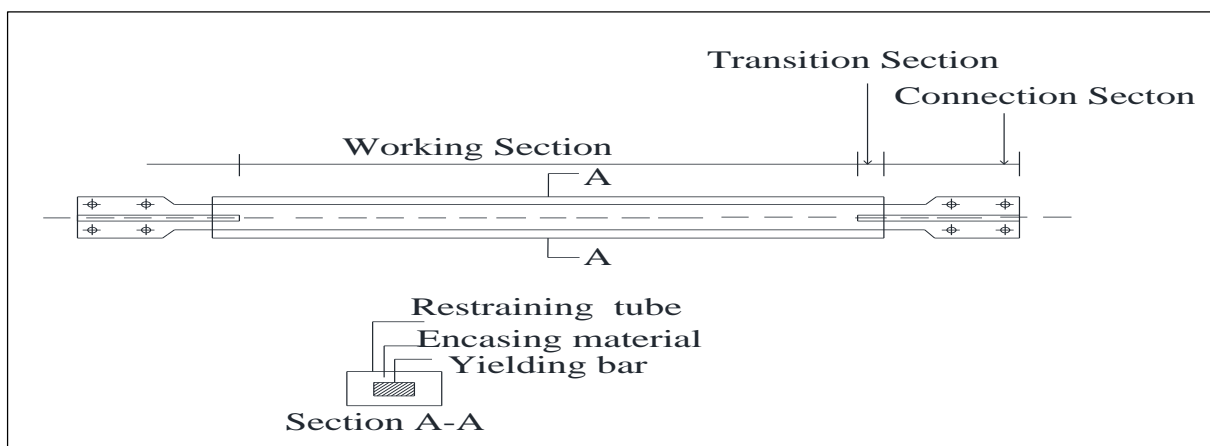 Transition Section
Connection Secton
Working Section
A
A
Restraining tube
Encasing material
Yielding bar
Section A-A